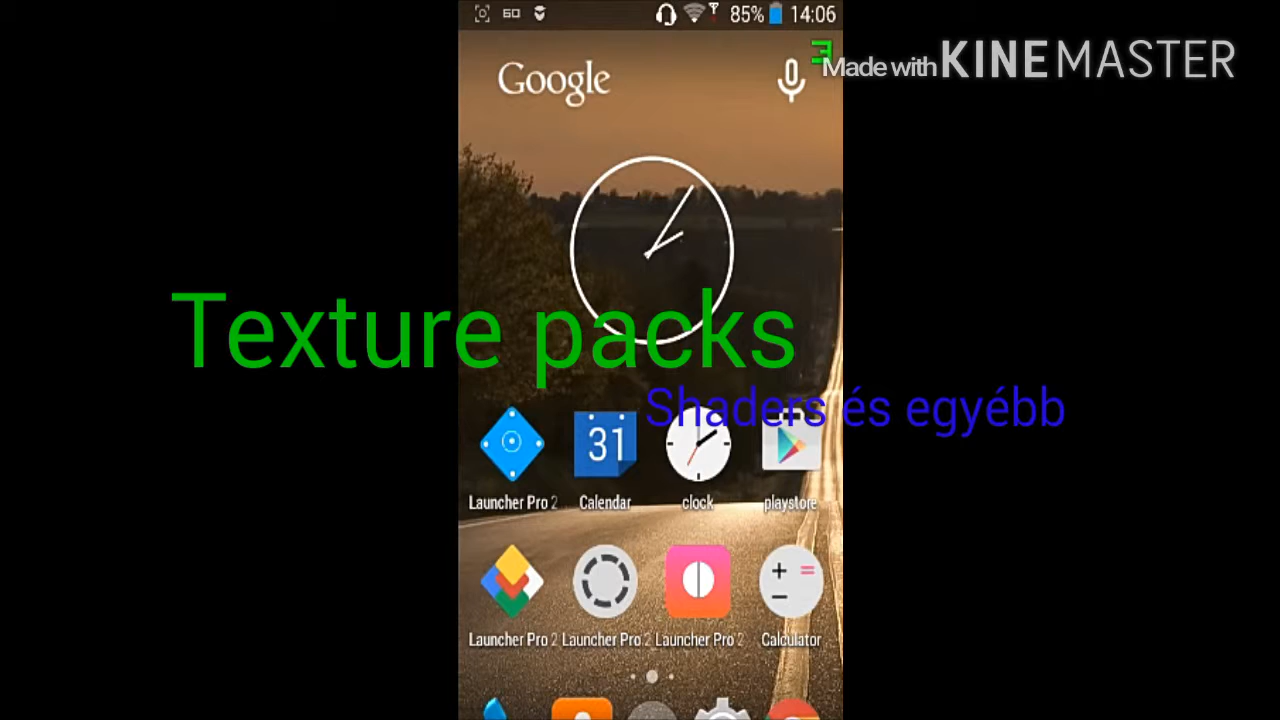 60
85%
14:06
3
Made with KINEMASTER
Google
Texture packs
Shaders és egyébb
31
Launcher Pro 2
Calendar
clock
playstore
Launcher Pro 2
Launcher Pro 2
Launcher Pro 2
Calculator